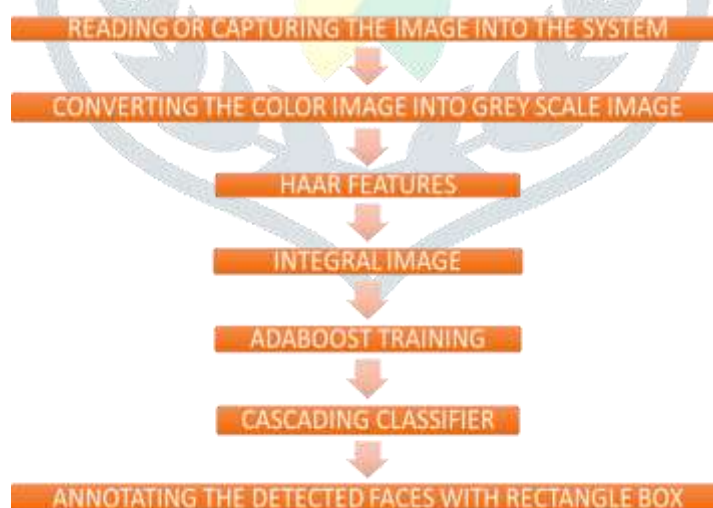 READING OR CAPTURING THE IMAGE INTO THE SYSTEM
CONVERTING THE COLOR IMAGE INTO GREY SCALE IMAGE
HAAR FEATURES
INTEGRAL IMAGE
ADABOOST TRAINING
CASCADING CLASSIFIER
ANNOTATING THE DETECTED FACES WITH RECTANGLE BOX